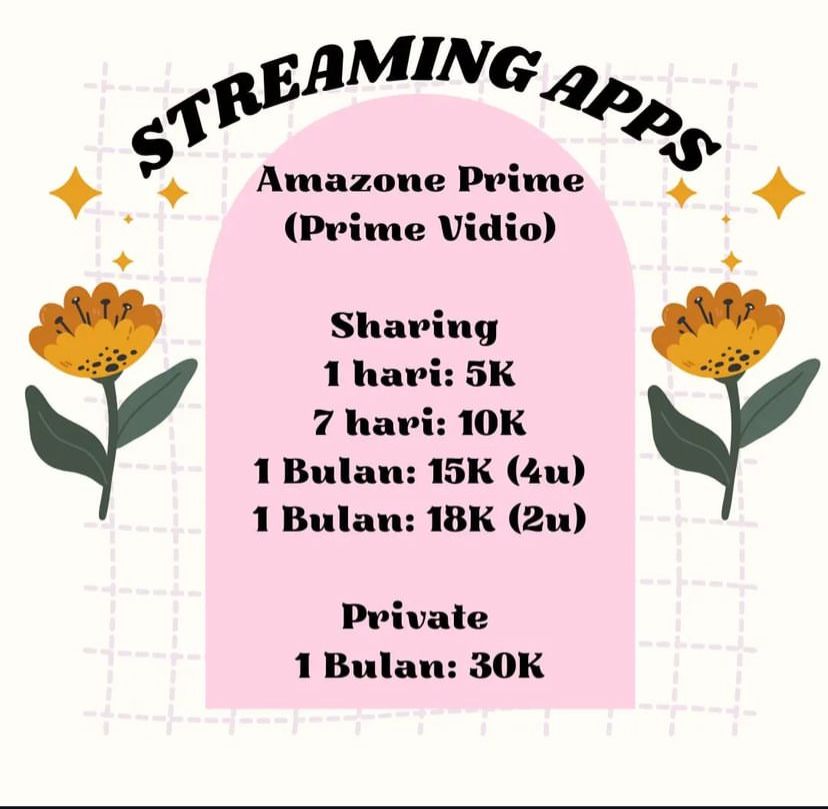 STREAMING APPS
Amazone Prime
(Prime Vidio)
Sharing
1 hari: 5K
7 hari: 10K
1 Bulan: 15K (4u)
1 Bulan: 18K (2u)
Private
1 Bulan: 30K